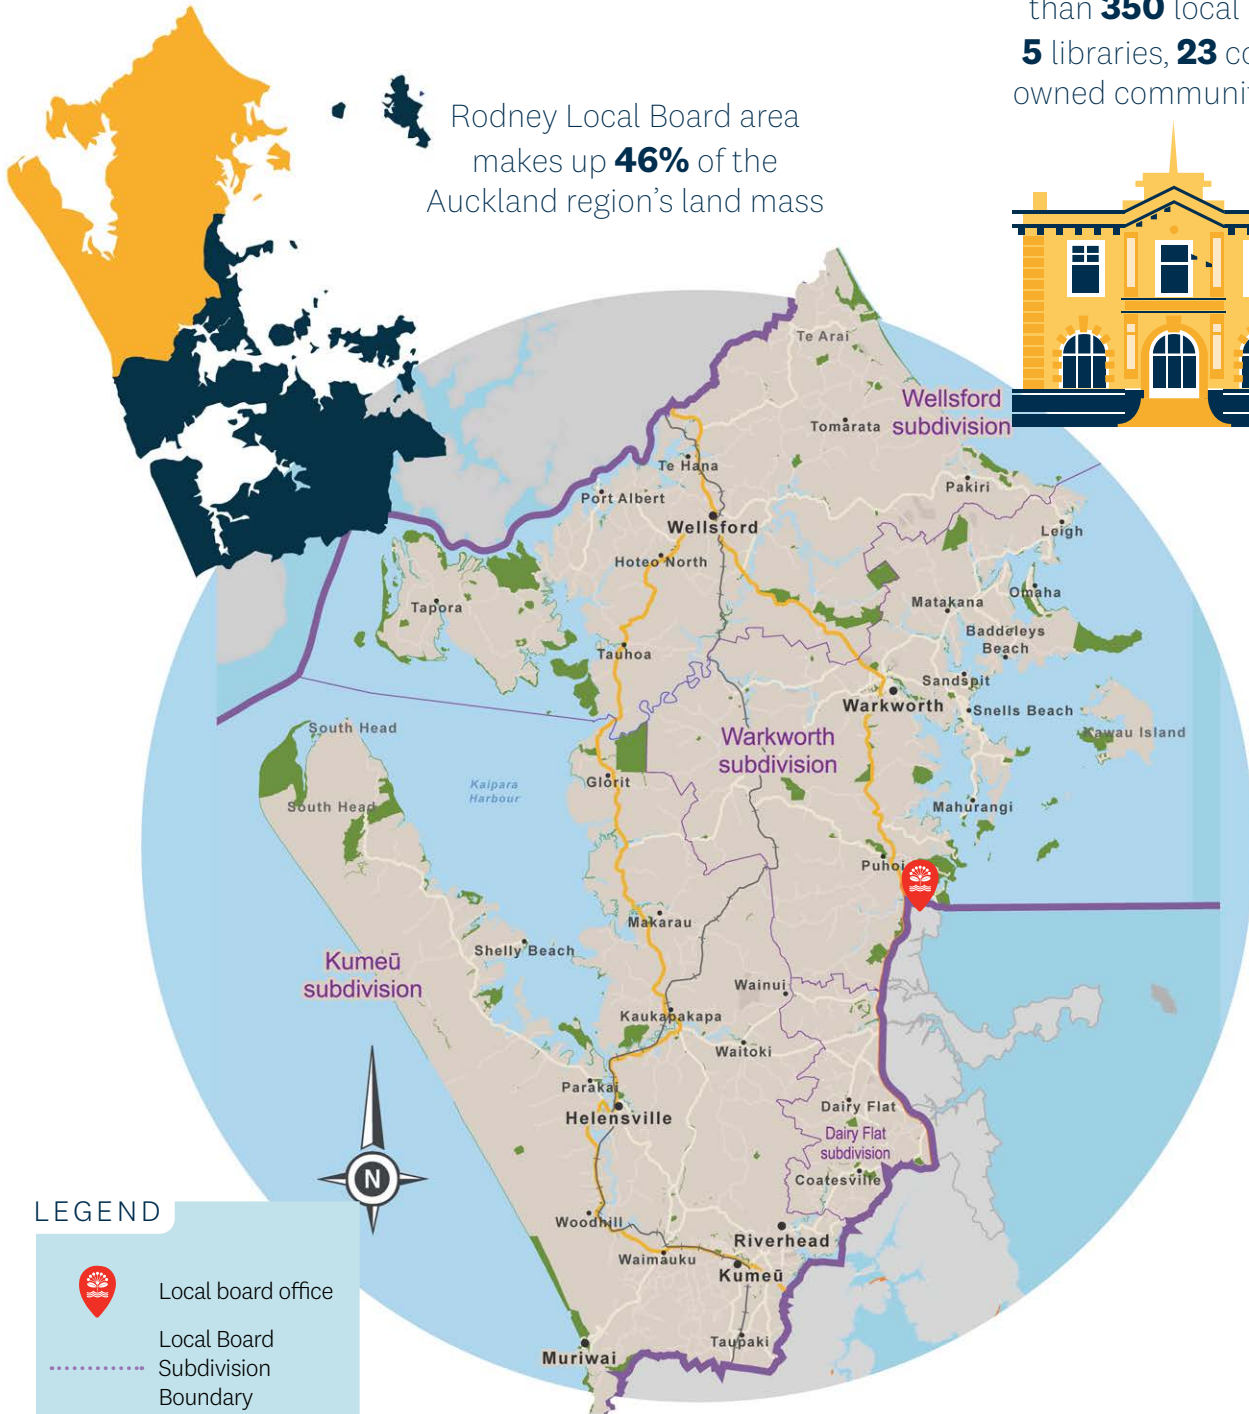 than 350 local
5 libraries, 23
owned
Rodney Local Board area
makes up 46% of the
Auckland region's land mass
Te Arai
Wellsford
subdivision
Tomarata
Te Hana
Pakiri
Port Albert
Wellsford
Leigh
Hoteo North
Omaha
Matakana
Tapora
Baddeleys
Beach
Tauhoa
Sandspit
Warkworth
Snells Beach
South Head
Warkworth
subdivision
Kawau Island
Glorit
Kaipara
Harbour
South Head
Mahurangi
Puhoi
Makarau
Shelly Beach
Kumeū
subdivision
Wainui
Kaukapakapa
Waitoki
Parakai
Helensville
Dairy Flat
Dairy Flat
subdivision
Coatesville
N
LEGEND
Woodhill
Riverhead
Waimauku
Kumeū
Local board office
Taupaki
Muriwai
Local Board
Subdivision
Boundary